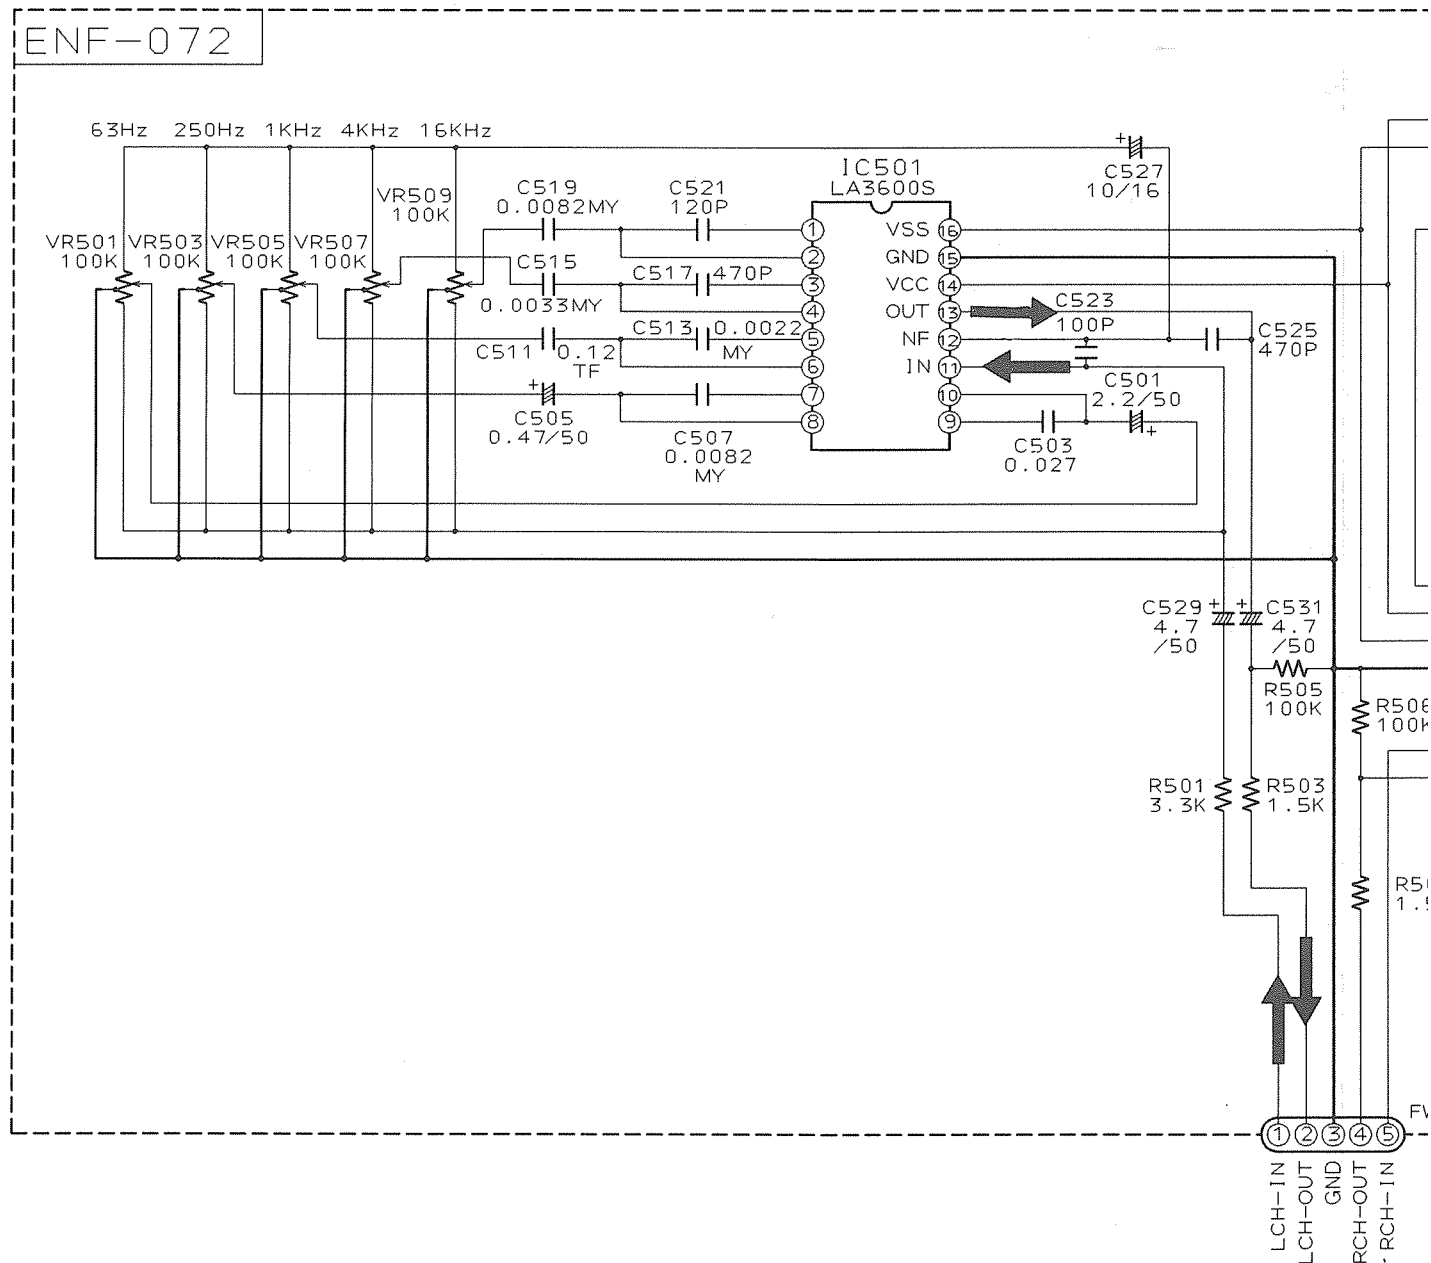 ENF-072
63Hz 250Hz 1KHz 4KHz 16KHz
VR501
100K
VR503
100K
VR505
100K
VR507
100K
VR509
100K
C519
0.0082MY
C521
120P
C515
0.0033MY
C517 470P
C511 0.12
TF
C513 0.0022
MY
+
C505
0.47/50
C507
0.0082
MY
IC501
LA3600S
1
2
3
4
5
6
7
8
VSS 16
GND 15
VCC 14
OUT 13
NF 12
IN 11
10
9
+
C527
10/16
C523
100P
C525
470P
C501
2.2/50
+
C503
0.027
C529
4.7
/50
+
+
C531
4.7
/50
R505
100K
R506
100K
R501
3.3K
R503
1.5K
1 2 3 4 5
LCH-IN
LCH-OUT
GND
RCH-OUT
RCH-IN